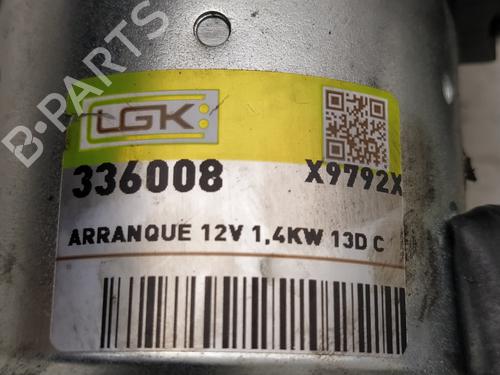 B-PARTS
LGK
336008 X9792X
ARRANQUE 12V 1,4KW 13D C